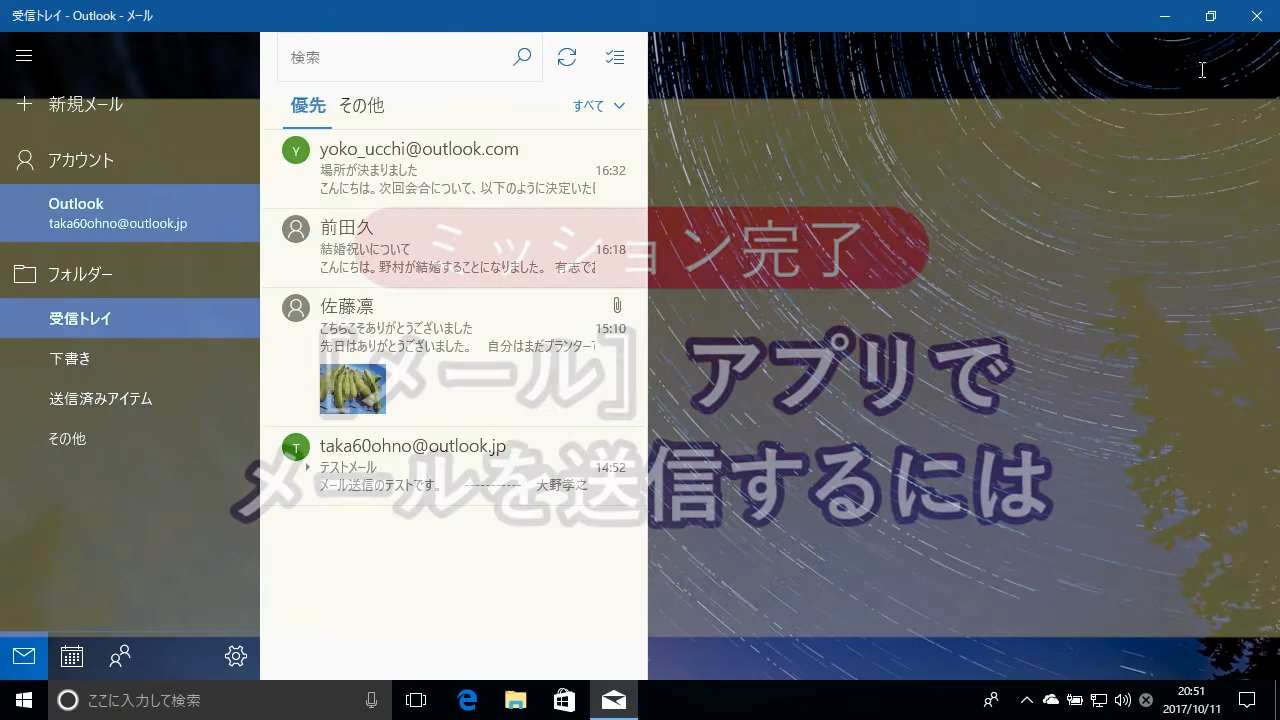 受信トレイ - Outlook - メール
新規メール
アカウント
Outlook
taka60ohno@outlook.jp
フォルダー
受信トレイ
下書き
送信済みアイテム
その他
検索
優先 その他 すべて
Y
yoko_ucchi@outlook.com
場所が決まりました 16:32
こんにちは。次回会合について、以下のように決定いた
前田久
結婚祝いについて 16:18
こんにちは。野村が結婚することになりました。 有志で
佐藤凛
こちらこそありがとうございました 15:10
先日はありがとうございました。 自分はまだプランター
T
taka60ohno@outlook.jp
テストメール 14:52
メール送信のテストです。 ----------- 大野孝之
ミッション完了
[メール] アプリで
メールを送信するには
ここに入力して検索
20:51
2017/10/11